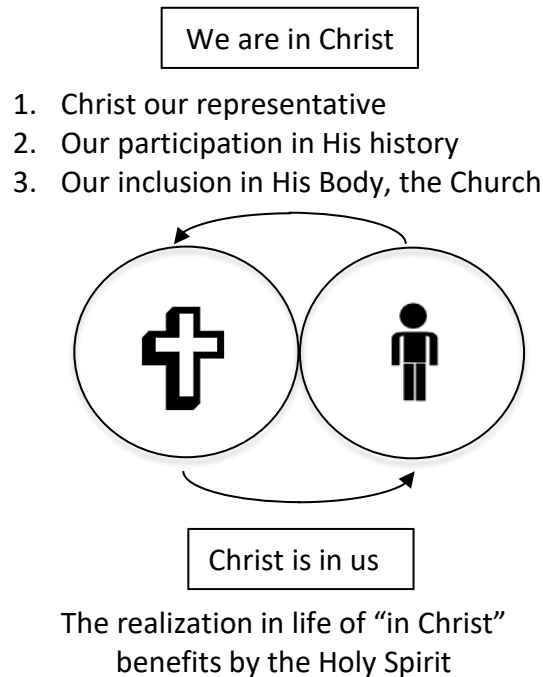 We are in Christ
1. Christ our representative
2. Our participation in His history
3. Our inclusion in His Body, the Church
Christ is in us
The realization in life of “in Christ”
benefits by the Holy Spirit